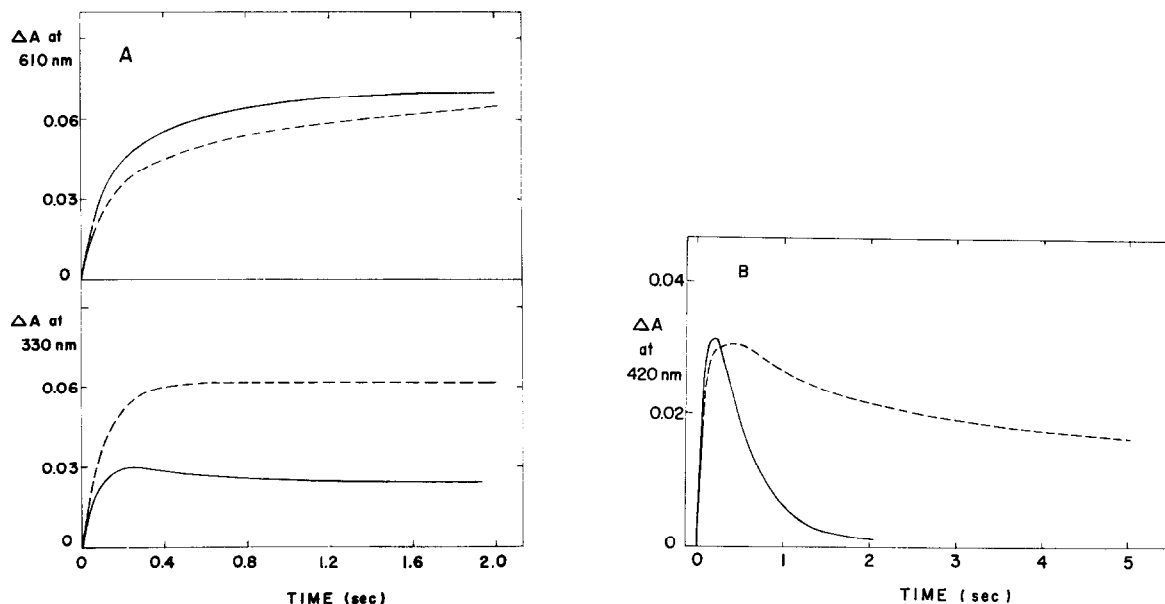 A
ΔA at
610 nm
0.06
0.03
0
ΔA at
330 nm
0.06
0.03
0
0 0.4 0.8 1.2 1.6 2.0
TIME (sec)
B
0.04
ΔA
at
420 nm
0.02
0
0 1 2 3 4 5
TIME (sec)